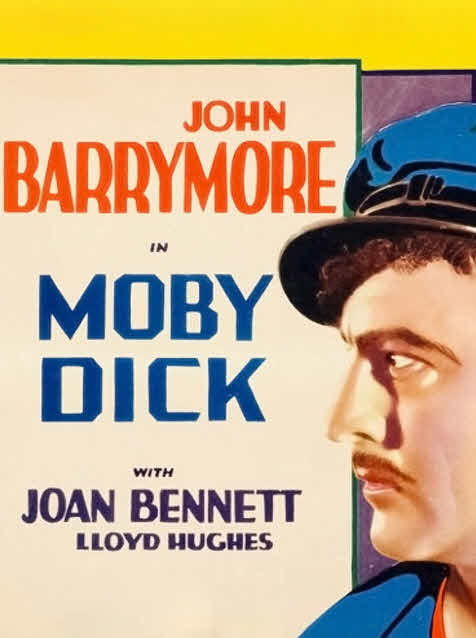 JOHN
BARRYMORE
IN
MOBY
DICK
WITH
JOAN BENNETT
LLOYD HUGHES